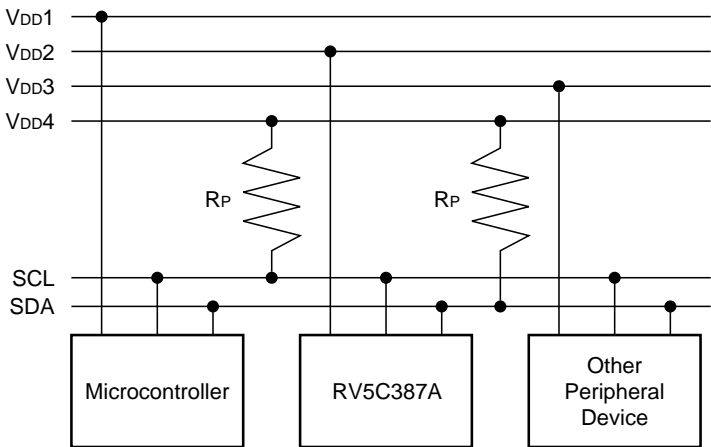 VDD1
VDD2
VDD3
VDD4
RP
RP
SCL
SDA
Microcontroller
RV5C387A
Other
Peripheral
Device